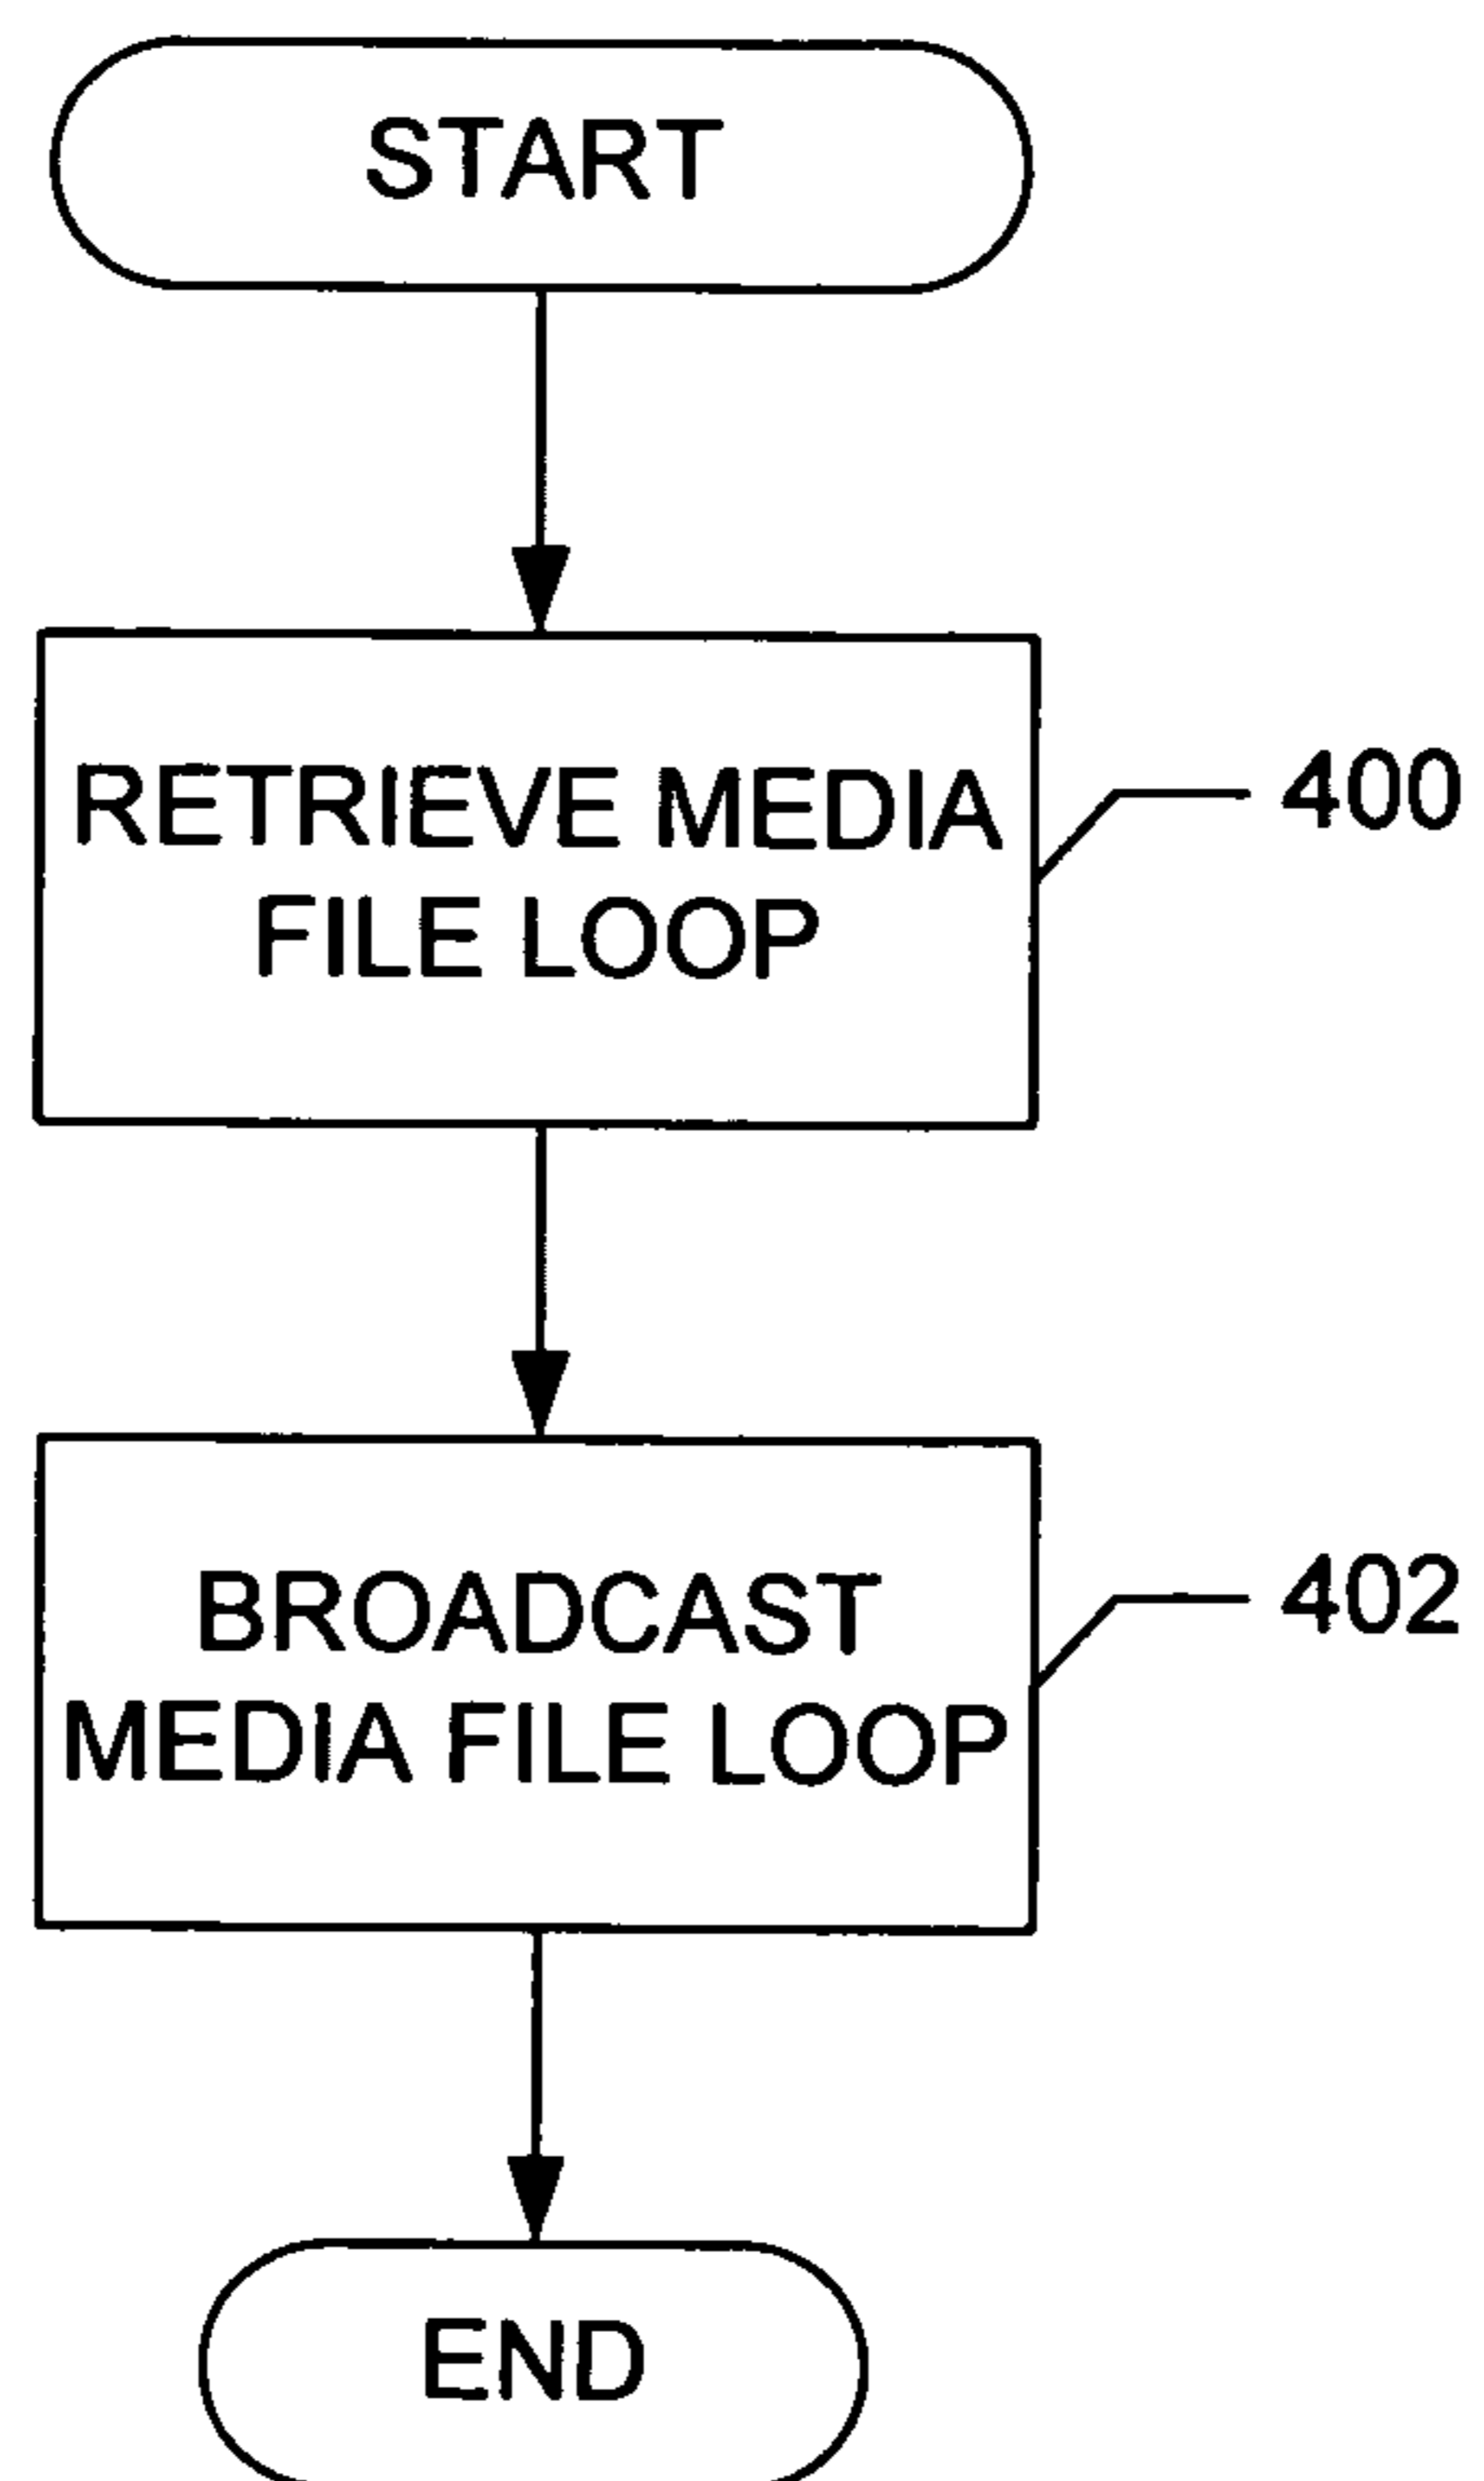 START
RETRIEVE MEDIA
FILE LOOP
400
BROADCAST
MEDIA FILE LOOP
402
END